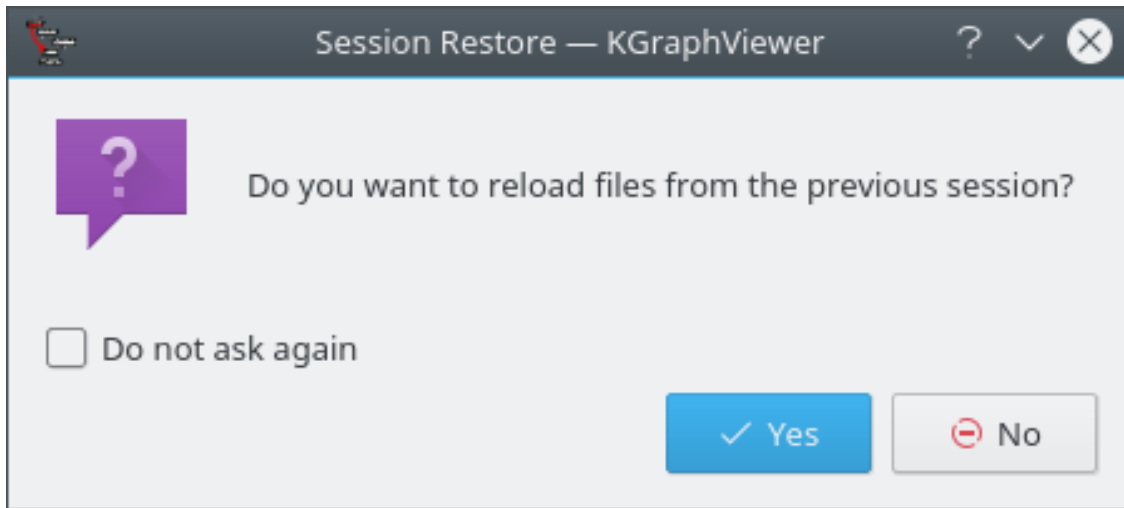 Session Restore — KGraphViewer
Do you want to reload files from the previous session?
Do not ask again
Yes
No